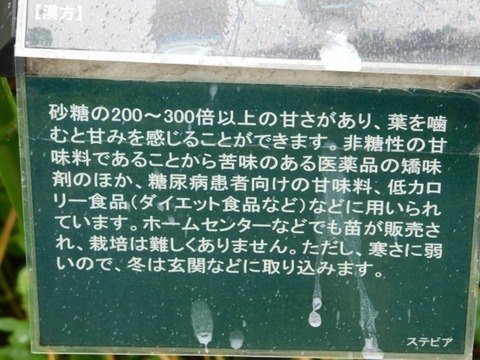 【漢方】
砂糖の200～300倍以上の甘さがあり、葉を噛
むと甘みを感じることができます。非糖性の甘
味料であることから苦味のある医薬品の矯味
剤のほか、糖尿病患者向けの甘味料、低カロ
リー食品（ダイエット食品など）などに用いられ
ています。ホームセンターなどでも苗が販売さ
れ、栽培は難しくありません。ただし、寒さに弱
いので、冬は玄関などに取り込みます。
ステビア